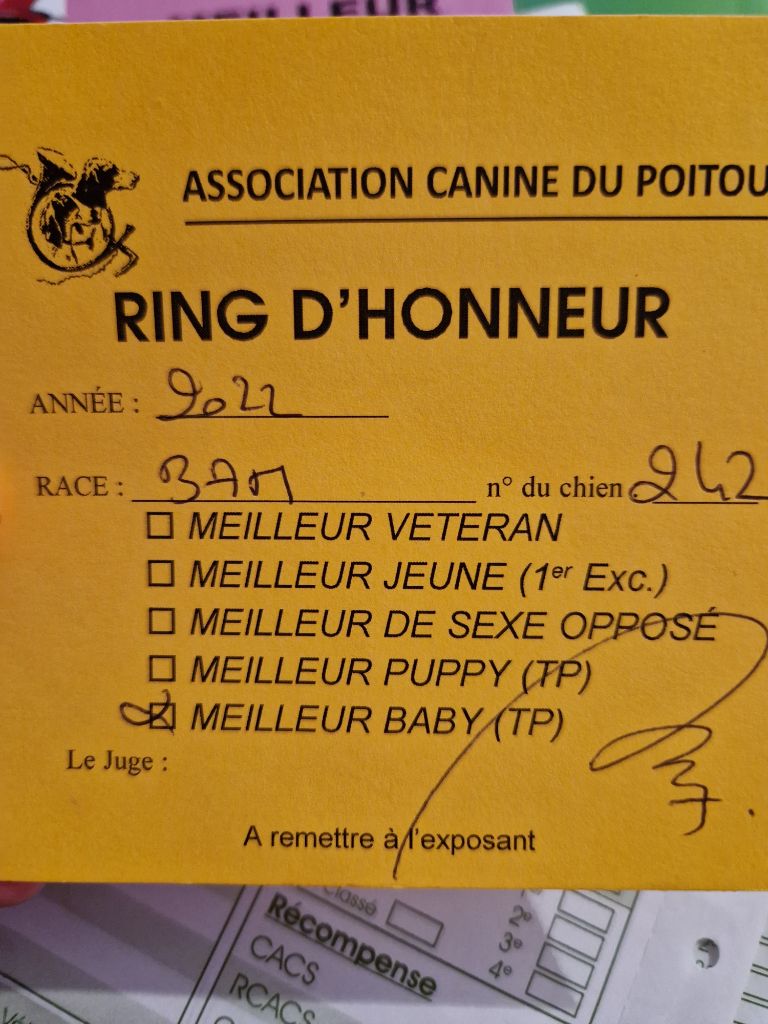 MEILLEUR
ASSOCIATION CANINE DU POITOU
RING D'HONNEUR
ANNÉE : 2022
RACE : BAM n° du chien 242
☐ MEILLEUR VETERAN
☐ MEILLEUR JEUNE (1er Exc.)
☐ MEILLEUR DE SEXE OPPOSÉ
☐ MEILLEUR PUPPY (TP)
☒ MEILLEUR BABY (TP)
Le Juge :
A remettre à l'exposant
Classé
Récompense
CACS
RCACS
2e
3e
4e